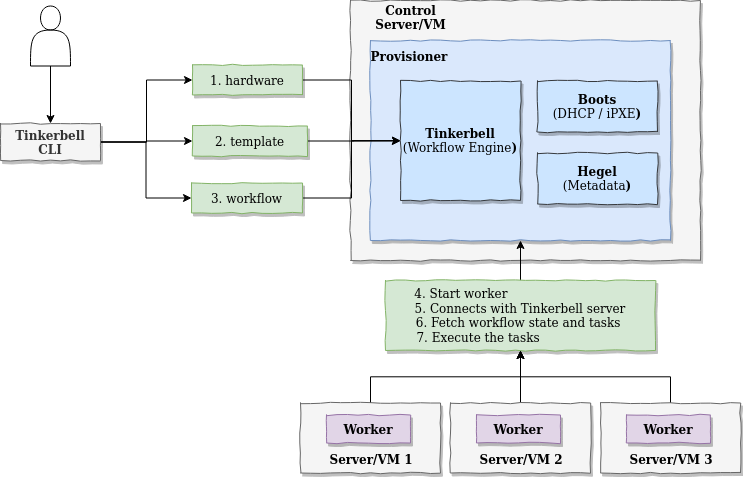 Control
Server/VM
Provisioner
1. hardware
Boots
(DHCP / iPXE)
Tinkerbell
CLI
2. template
Tinkerbell
(Workflow Engine)
Hegel
(Metadata)
3. workflow
4. Start worker
5. Connects with Tinkerbell server
6. Fetch workflow state and tasks
7. Execute the tasks
Worker
Server/VM 1
Worker
Server/VM 2
Worker
Server/VM 3